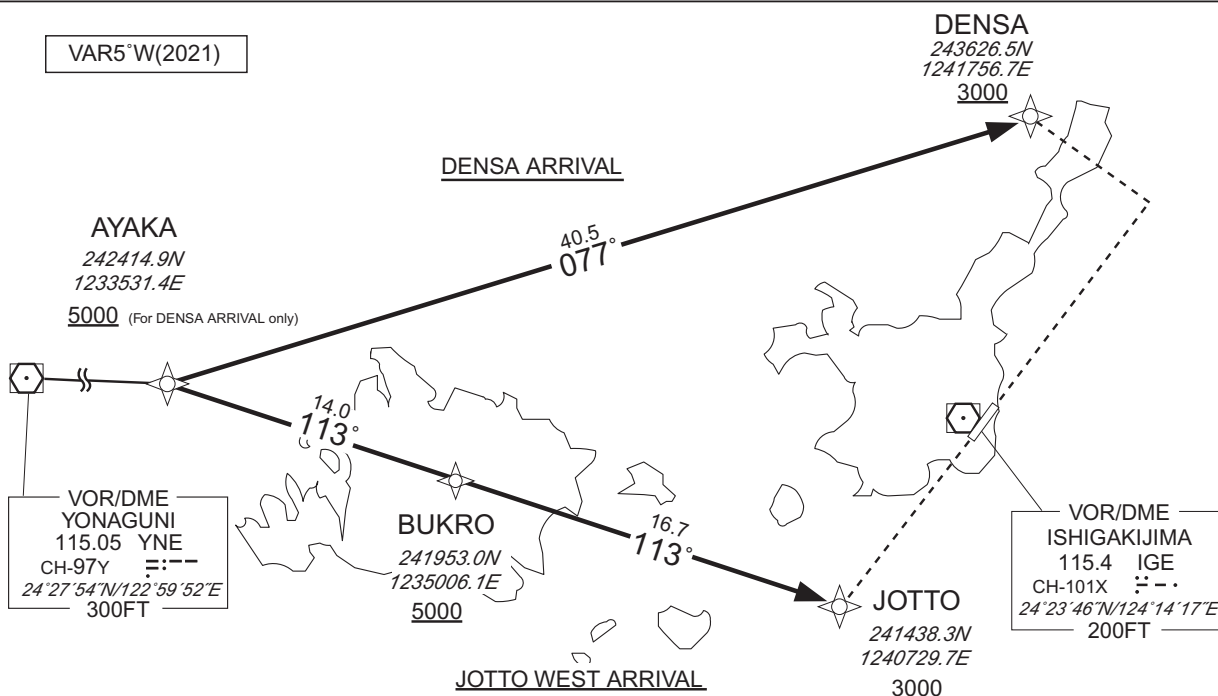 VAR5°W(2021)
DENSA
243626.5N
1241756.7E
3000
DENSA ARRIVAL
AYAKA
242414.9N
1233531.4E
5000 (For DENSA ARRIVAL only)
40.5
077°
14.0
113°
BUKRO
241953.0N
1235006.1E
5000
16.7
113°
JOTTO
241438.3N
1240729.7E
3000
JOTTO WEST ARRIVAL
VOR/DME
YONAGUNI
115.05 YNE
CH-97Y
24°27´54˝N/122°59´52˝E
300FT
VOR/DME
ISHIGAKIJIMA
115.4 IGE
CH-101X
24°23´46˝N/124°14´17˝E
200FT